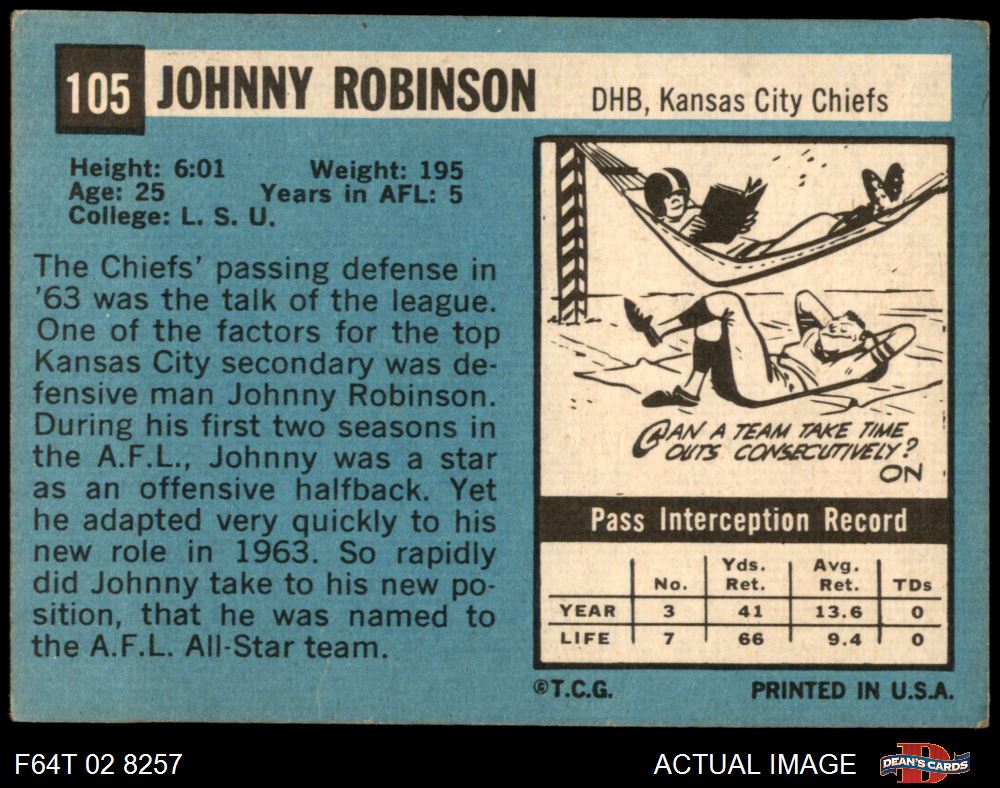 105 JOHNNY ROBINSON DHB, Kansas City Chiefs
Height: 6:01 Weight: 195
Age: 25 Years in AFL: 5
College: L. S. U.
The Chiefs' passing defense in
'63 was the talk of the league.
One of the factors for the top
Kansas City secondary was de-
fensive man Johnny Robinson.
During his first two seasons in
the A.F.L., Johnny was a star
as an offensive halfback. Yet
he adapted very quickly to his
new role in 1963. So rapidly
did Johnny take to his new po-
sition, that he was named to
the A.F.L. All-Star team.
CAN A TEAM TAKE TIME
OUTS CONSECUTIVELY?
ON
Pass Interception Record
No. Yds. Ret. Avg. Ret. TDs
YEAR 3 41 13.6 0
LIFE 7 66 9.4 0
©T.C.G. PRINTED IN U.S.A.
F64T 02 8257 ACTUAL IMAGE DEAN'S CARDS